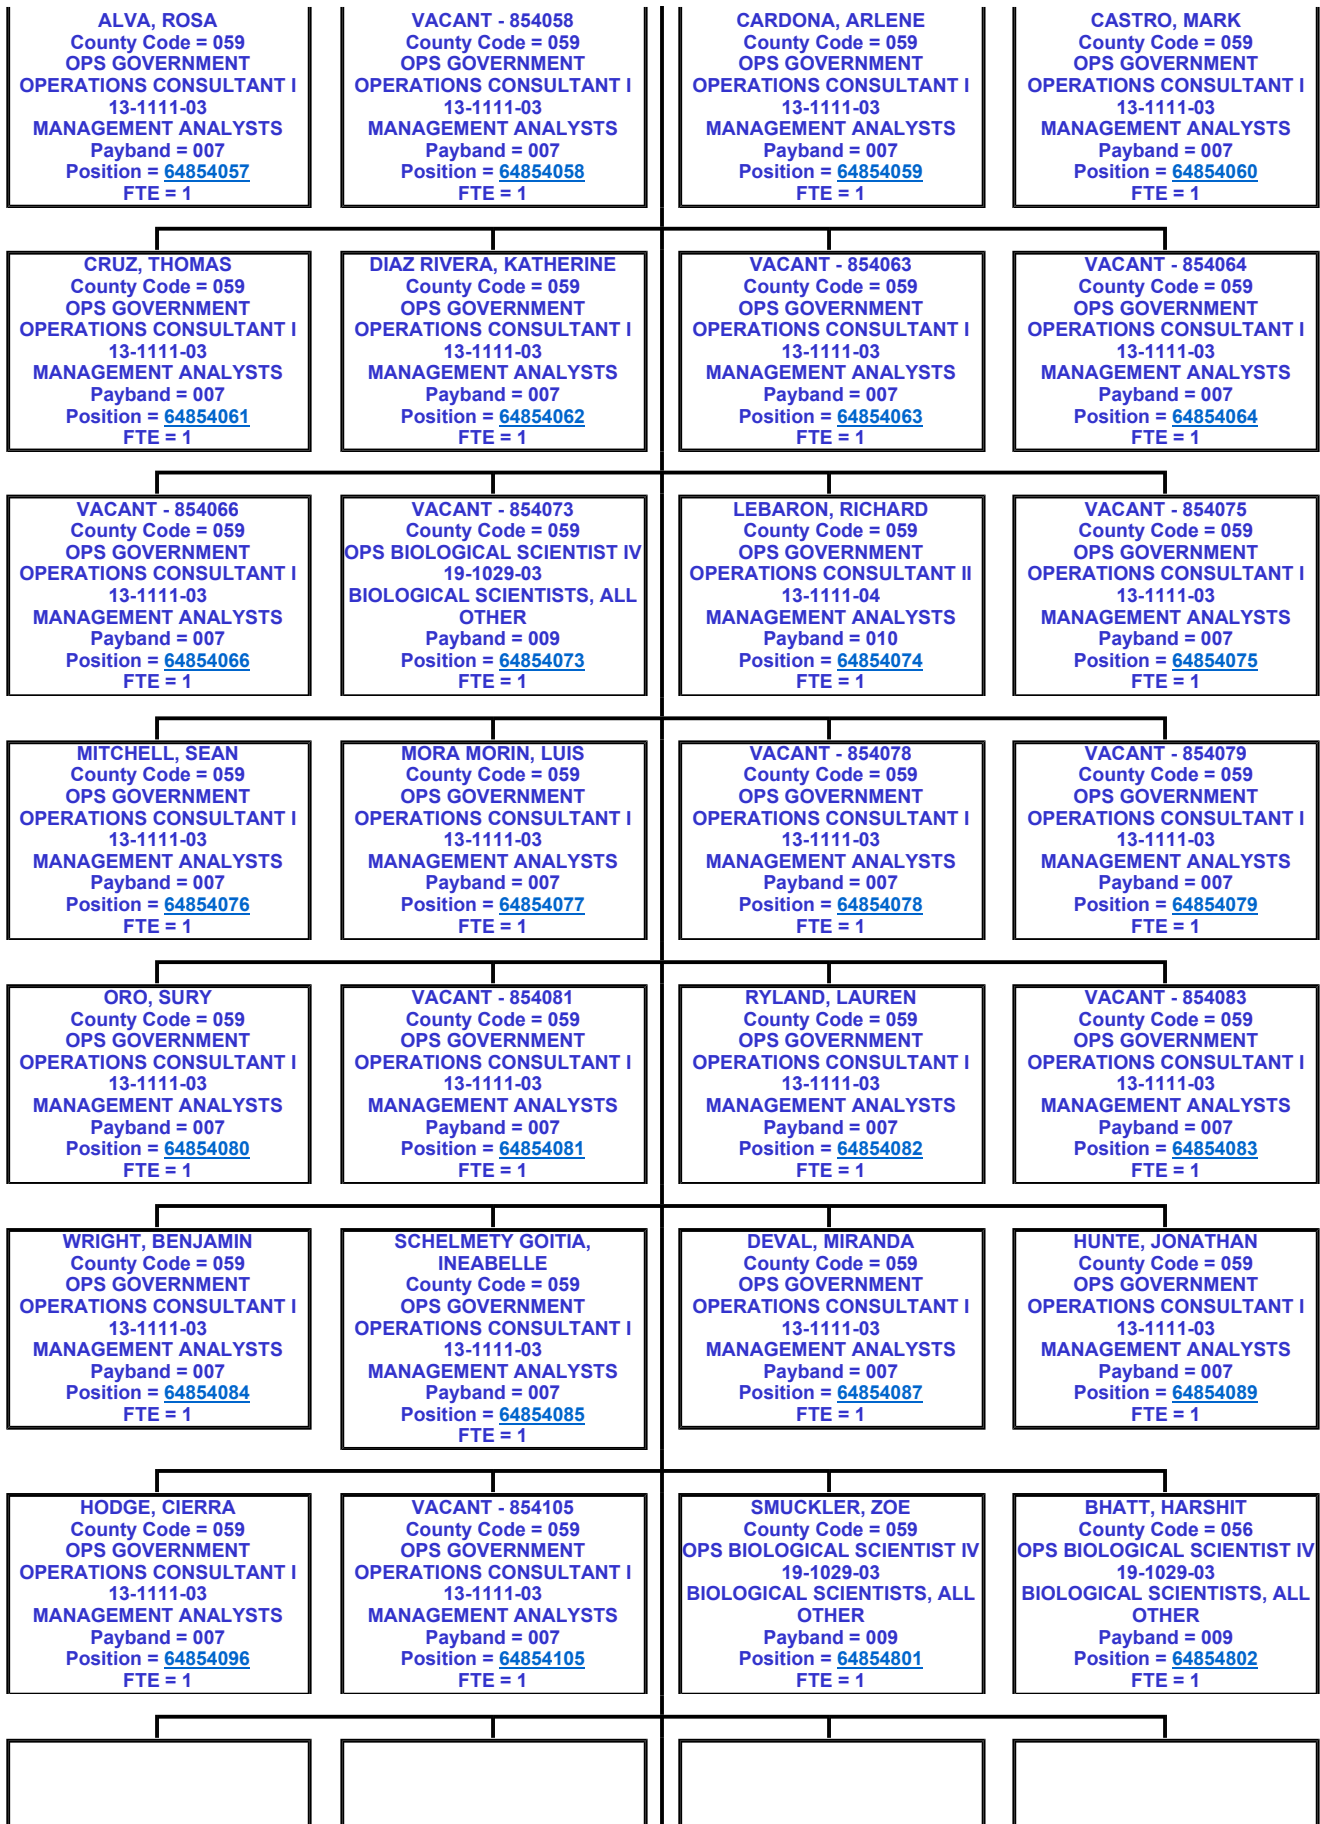 ALVA, ROSA
County Code = 059
OPS GOVERNMENT
OPERATIONS CONSULTANT I
13-1111-03
MANAGEMENT ANALYSTS
Payband = 007
Position = 64854057
FTE = 1
VACANT - 854058
County Code = 059
OPS GOVERNMENT
OPERATIONS CONSULTANT I
13-1111-03
MANAGEMENT ANALYSTS
Payband = 007
Position = 64854058
FTE = 1
CARDONA, ARLENE
County Code = 059
OPS GOVERNMENT
OPERATIONS CONSULTANT I
13-1111-03
MANAGEMENT ANALYSTS
Payband = 007
Position = 64854059
FTE = 1
CASTRO, MARK
County Code = 059
OPS GOVERNMENT
OPERATIONS CONSULTANT I
13-1111-03
MANAGEMENT ANALYSTS
Payband = 007
Position = 64854060
FTE = 1
CRUZ, THOMAS
County Code = 059
OPS GOVERNMENT
OPERATIONS CONSULTANT I
13-1111-03
MANAGEMENT ANALYSTS
Payband = 007
Position = 64854061
FTE = 1
DIAZ RIVERA, KATHERINE
County Code = 059
OPS GOVERNMENT
OPERATIONS CONSULTANT I
13-1111-03
MANAGEMENT ANALYSTS
Payband = 007
Position = 64854062
FTE = 1
VACANT - 854063
County Code = 059
OPS GOVERNMENT
OPERATIONS CONSULTANT I
13-1111-03
MANAGEMENT ANALYSTS
Payband = 007
Position = 64854063
FTE = 1
VACANT - 854064
County Code = 059
OPS GOVERNMENT
OPERATIONS CONSULTANT I
13-1111-03
MANAGEMENT ANALYSTS
Payband = 007
Position = 64854064
FTE = 1
VACANT - 854066
County Code = 059
OPS GOVERNMENT
OPERATIONS CONSULTANT I
13-1111-03
MANAGEMENT ANALYSTS
Payband = 007
Position = 64854066
FTE = 1
VACANT - 854073
County Code = 059
OPS BIOLOGICAL SCIENTIST IV
19-1029-03
BIOLOGICAL SCIENTISTS, ALL
OTHER
Payband = 009
Position = 64854073
FTE = 1
LEBARON, RICHARD
County Code = 059
OPS GOVERNMENT
OPERATIONS CONSULTANT II
13-1111-04
MANAGEMENT ANALYSTS
Payband = 010
Position = 64854074
FTE = 1
VACANT - 854075
County Code = 059
OPS GOVERNMENT
OPERATIONS CONSULTANT I
13-1111-03
MANAGEMENT ANALYSTS
Payband = 007
Position = 64854075
FTE = 1
MITCHELL, SEAN
County Code = 059
OPS GOVERNMENT
OPERATIONS CONSULTANT I
13-1111-03
MANAGEMENT ANALYSTS
Payband = 007
Position = 64854076
FTE = 1
MORA MORIN, LUIS
County Code = 059
OPS GOVERNMENT
OPERATIONS CONSULTANT I
13-1111-03
MANAGEMENT ANALYSTS
Payband = 007
Position = 64854077
FTE = 1
VACANT - 854078
County Code = 059
OPS GOVERNMENT
OPERATIONS CONSULTANT I
13-1111-03
MANAGEMENT ANALYSTS
Payband = 007
Position = 64854078
FTE = 1
VACANT - 854079
County Code = 059
OPS GOVERNMENT
OPERATIONS CONSULTANT I
13-1111-03
MANAGEMENT ANALYSTS
Payband = 007
Position = 64854079
FTE = 1
ORO, SURY
County Code = 059
OPS GOVERNMENT
OPERATIONS CONSULTANT I
13-1111-03
MANAGEMENT ANALYSTS
Payband = 007
Position = 64854080
FTE = 1
VACANT - 854081
County Code = 059
OPS GOVERNMENT
OPERATIONS CONSULTANT I
13-1111-03
MANAGEMENT ANALYSTS
Payband = 007
Position = 64854081
FTE = 1
RYLAND, LAUREN
County Code = 059
OPS GOVERNMENT
OPERATIONS CONSULTANT I
13-1111-03
MANAGEMENT ANALYSTS
Payband = 007
Position = 64854082
FTE = 1
VACANT - 854083
County Code = 059
OPS GOVERNMENT
OPERATIONS CONSULTANT I
13-1111-03
MANAGEMENT ANALYSTS
Payband = 007
Position = 64854083
FTE = 1
WRIGHT, BENJAMIN
County Code = 059
OPS GOVERNMENT
OPERATIONS CONSULTANT I
13-1111-03
MANAGEMENT ANALYSTS
Payband = 007
Position = 64854084
FTE = 1
SCHELMETY GOITIA,
INEABELLE
County Code = 059
OPS GOVERNMENT
OPERATIONS CONSULTANT I
13-1111-03
MANAGEMENT ANALYSTS
Payband = 007
Position = 64854085
FTE = 1
DEVAL, MIRANDA
County Code = 059
OPS GOVERNMENT
OPERATIONS CONSULTANT I
13-1111-03
MANAGEMENT ANALYSTS
Payband = 007
Position = 64854087
FTE = 1
HUNTE, JONATHAN
County Code = 059
OPS GOVERNMENT
OPERATIONS CONSULTANT I
13-1111-03
MANAGEMENT ANALYSTS
Payband = 007
Position = 64854089
FTE = 1
HODGE, CIERRA
County Code = 059
OPS GOVERNMENT
OPERATIONS CONSULTANT I
13-1111-03
MANAGEMENT ANALYSTS
Payband = 007
Position = 64854096
FTE = 1
VACANT - 854105
County Code = 059
OPS GOVERNMENT
OPERATIONS CONSULTANT I
13-1111-03
MANAGEMENT ANALYSTS
Payband = 007
Position = 64854105
FTE = 1
SMUCKLER, ZOE
County Code = 059
OPS BIOLOGICAL SCIENTIST IV
19-1029-03
BIOLOGICAL SCIENTISTS, ALL
OTHER
Payband = 009
Position = 64854801
FTE = 1
BHATT, HARSHIT
County Code = 056
OPS BIOLOGICAL SCIENTIST IV
19-1029-03
BIOLOGICAL SCIENTISTS, ALL
OTHER
Payband = 009
Position = 64854802
FTE = 1